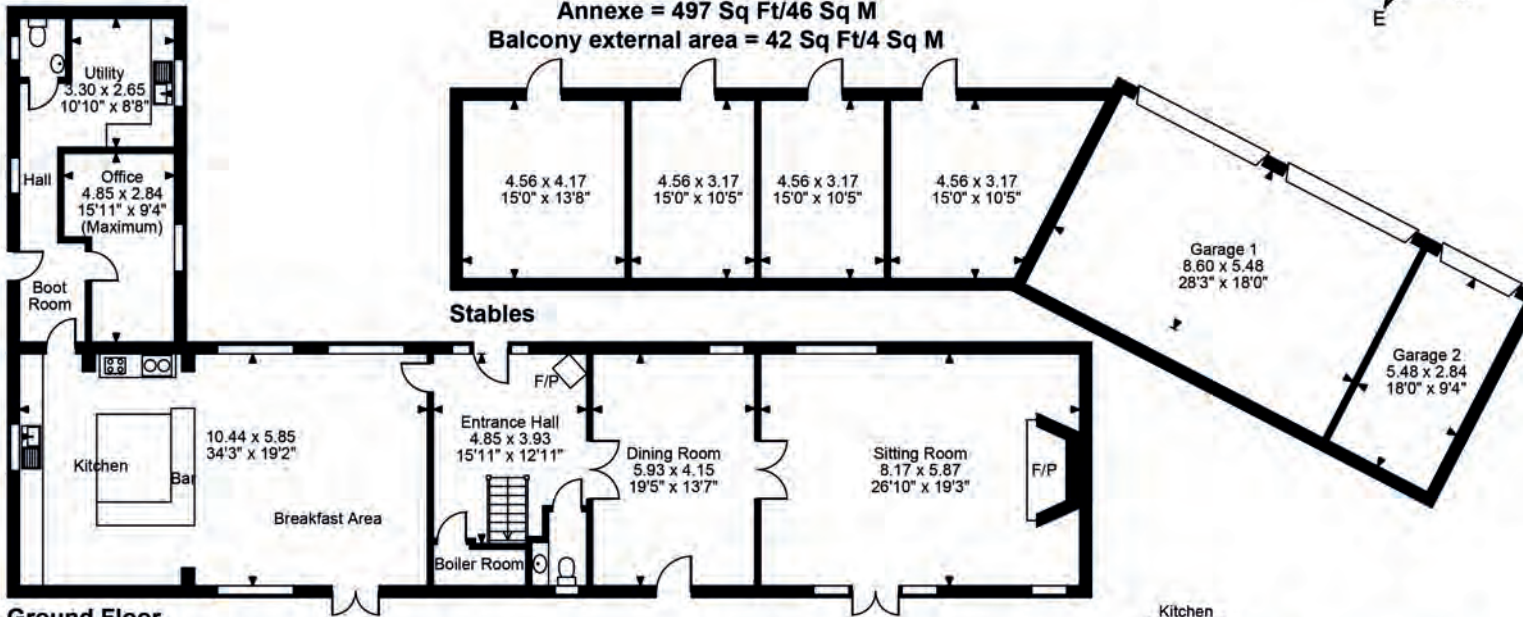 Annexe = 497 Sq Ft/46 Sq M
Balcony external area = 42 Sq Ft/4 Sq M
E
Utility
3.30 x 2.65
10'10" x 8'8"
Hall
Office
4.85 x 2.84
15'11" x 9'4"
(Maximum)
Boot
Room
4.56 x 4.17
15'0" x 13'8"
4.56 x 3.17
15'0" x 10'5"
4.56 x 3.17
15'0" x 10'5"
4.56 x 3.17
15'0" x 10'5"
Stables
Garage 1
8.60 x 5.48
28'3" x 18'0"
Garage 2
5.48 x 2.84
18'0" x 9'4"
Kitchen
Bar
10.44 x 5.85
34'3" x 19'2"
Breakfast Area
F/P
Entrance Hall
4.85 x 3.93
15'11" x 12'11"
Boiler Room
Dining Room
5.93 x 4.15
19'5" x 13'7"
Sitting Room
8.17 x 5.87
26'10" x 19'3"
F/P
Ground Floor
Kitchen